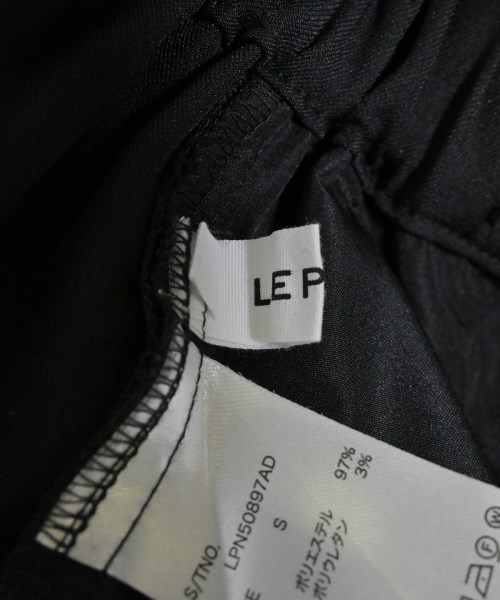 LE P
S/TNO.
LPN50897AD
S
ポリエステル 97%
ポリウレタン 3%